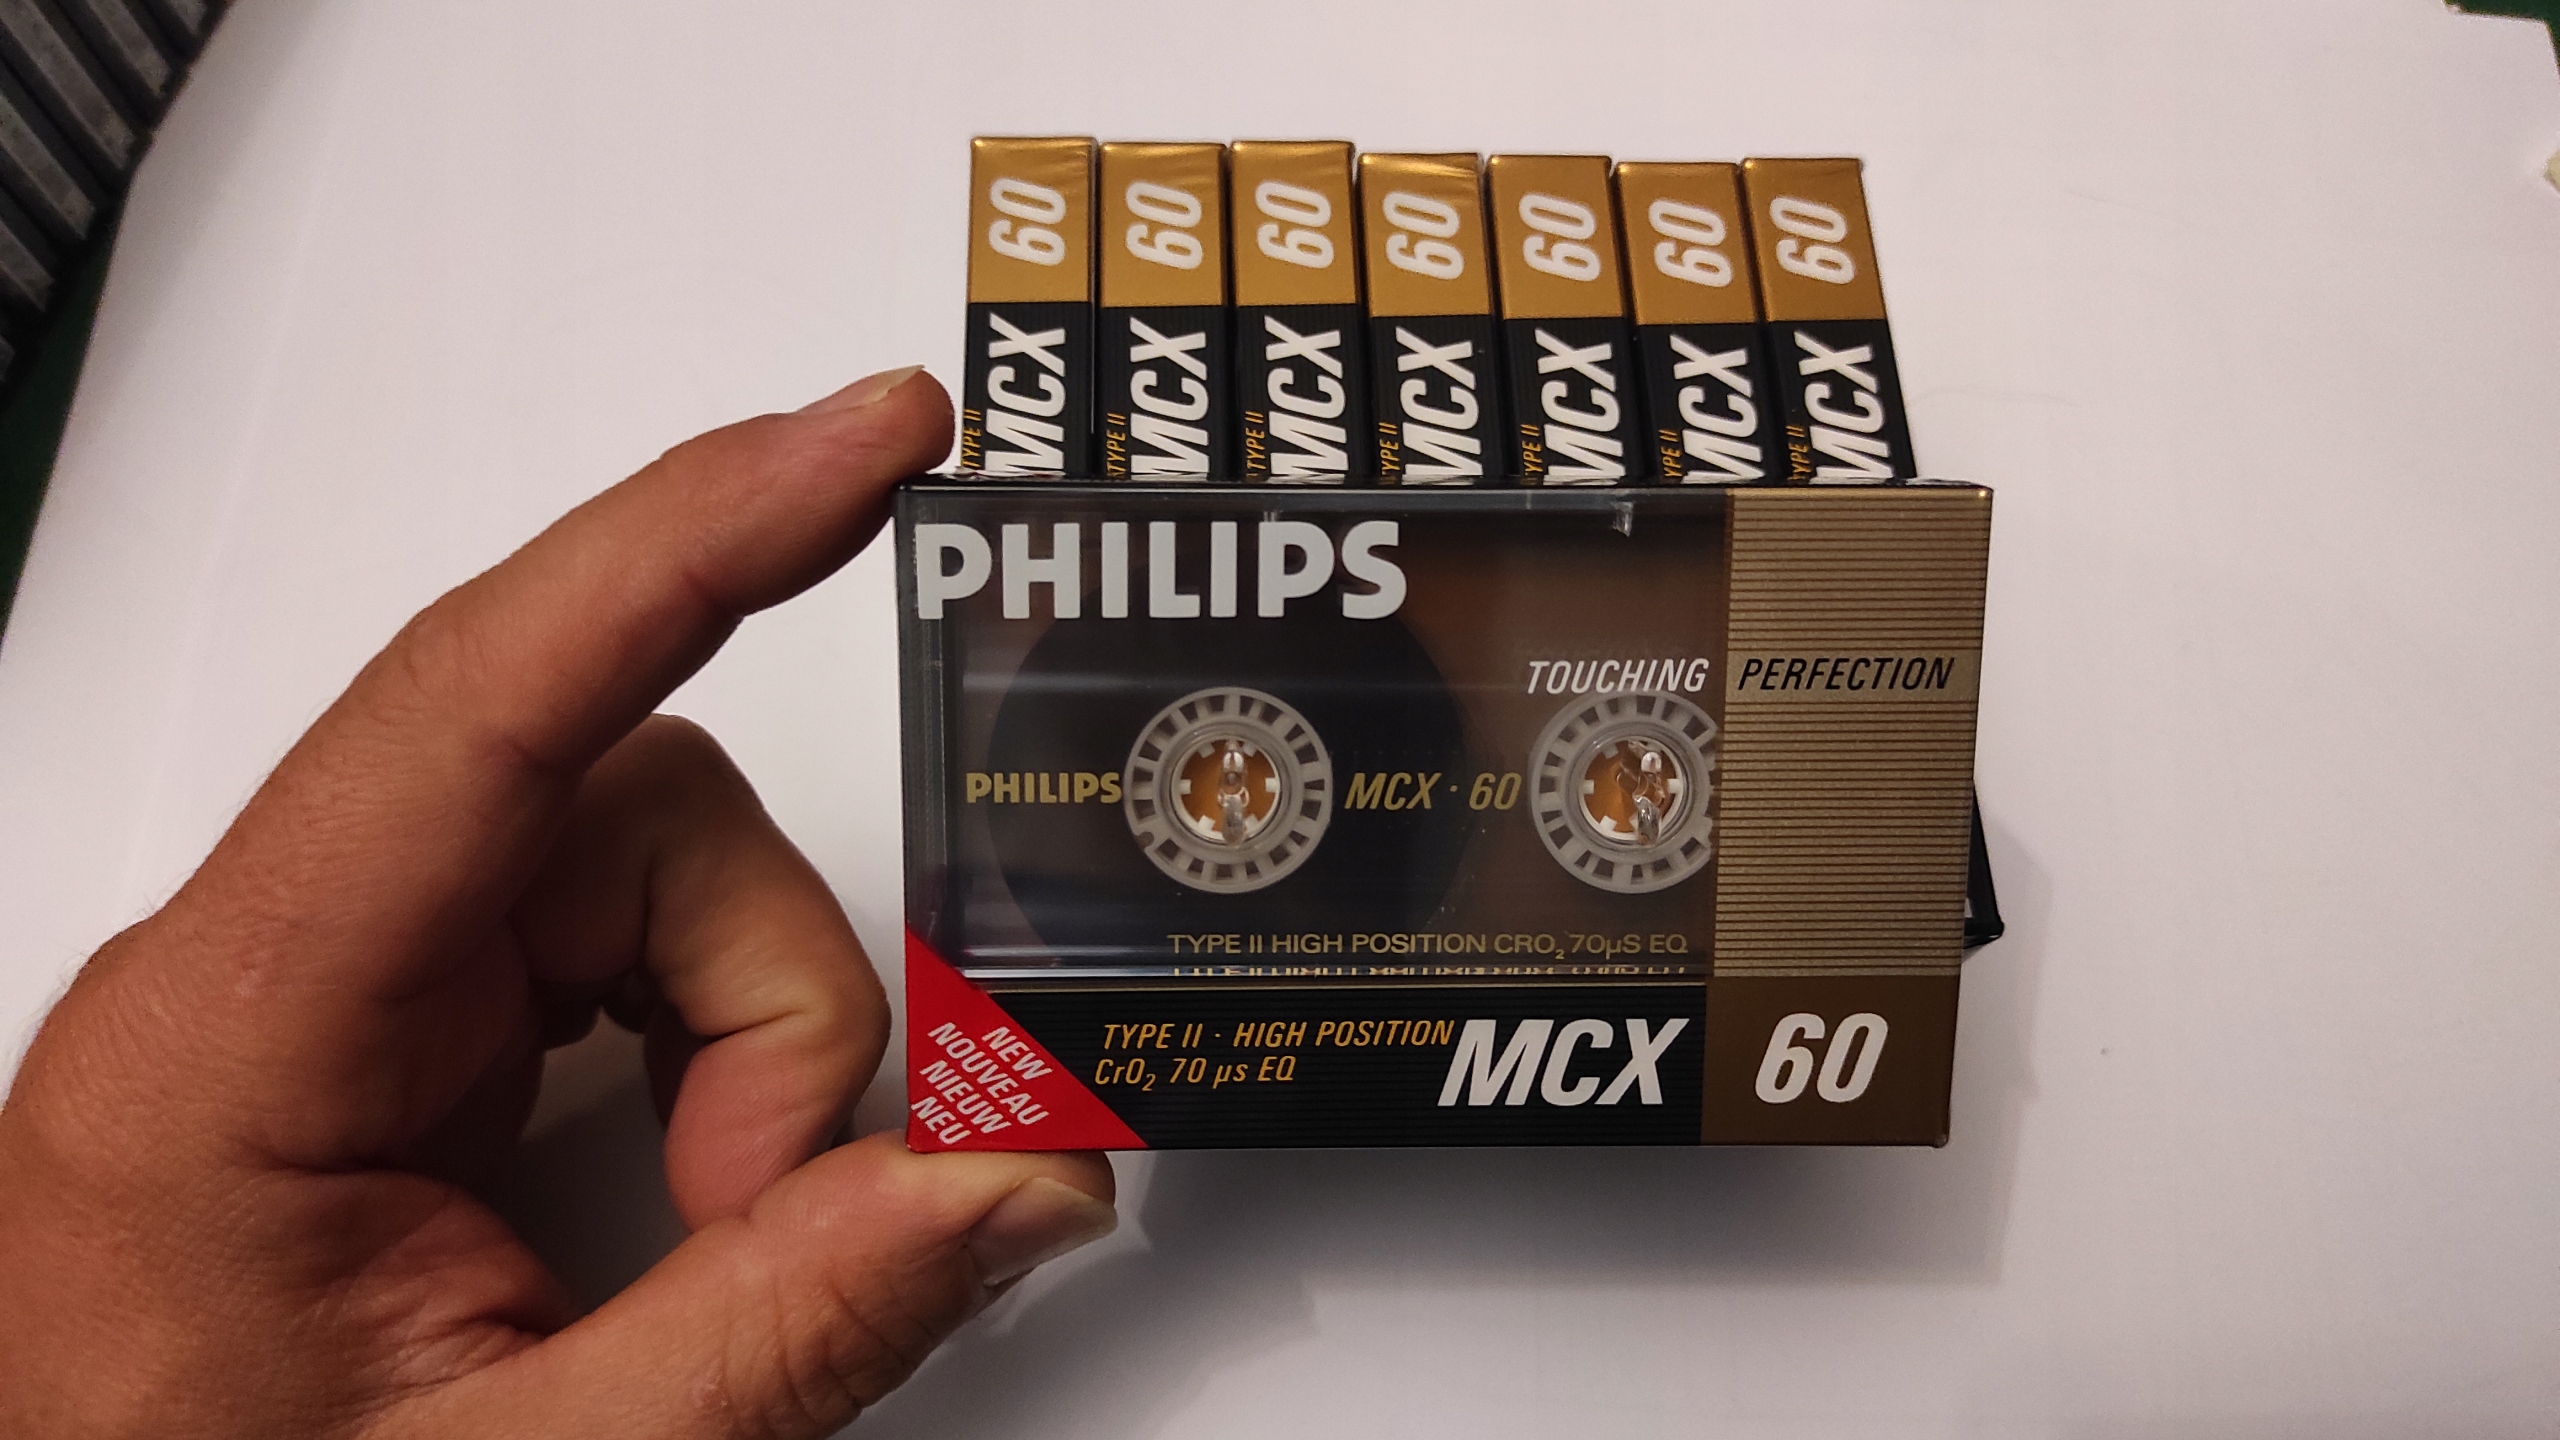 60 60 60 60 60 60 60
MCX MCX MCX MCX MCX MCX MCX
TYPE II TYPE II TYPE II TYPE II TYPE II TYPE II TYPE II
PHILIPS
TOUCHING PERFECTION
PHILIPS MCX · 60
TYPE II HIGH POSITION CRO₂ 70µS EQ
NEW
NOUVEAU
NIEUW
NEU
TYPE II · HIGH POSITION
CrO₂ 70 µs EQ
MCX 60